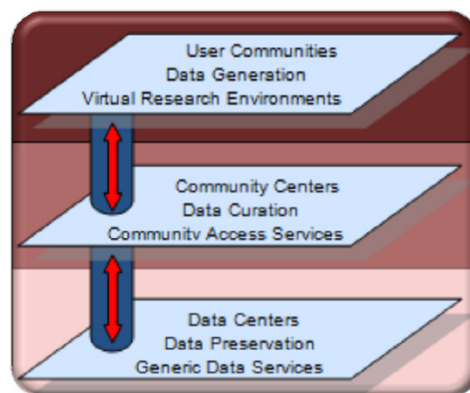 User Communities
Data Generation
Virtual Research Environments
Community Centers
Data Curation
Community Access Services
Data Centers
Data Preservation
Generic Data Services